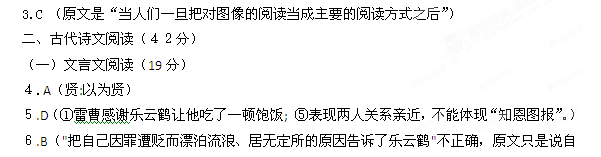 3.C （原文是“当人们一旦把对图像的阅读当成主要的阅读方式之后”）
二、古代诗文阅读（４２分）
（一）文言文阅读（19分）
４.A（贤:以为贤）
５.D（①雷曹感谢乐云鹤让他吃了一顿饱饭; ⑤表现两人关系亲近，不能体现“知恩图报”。）
６.B（"把自己因罪遭贬而漂泊流浪、居无定所的原因告诉了乐云鹤"不正确，原文只是说自